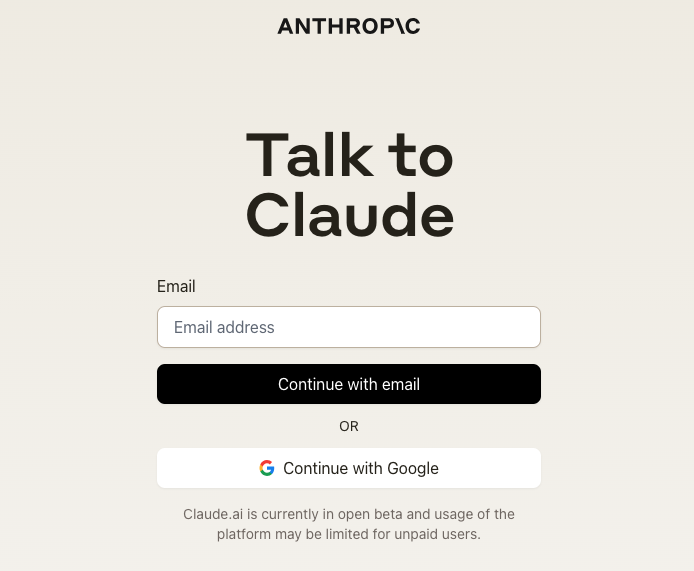 ANTHROP\C
Talk to
Claude
Email
Email address
Continue with email
OR
Continue with Google
Claude.ai is currently in open beta and usage of the
platform may be limited for unpaid users.